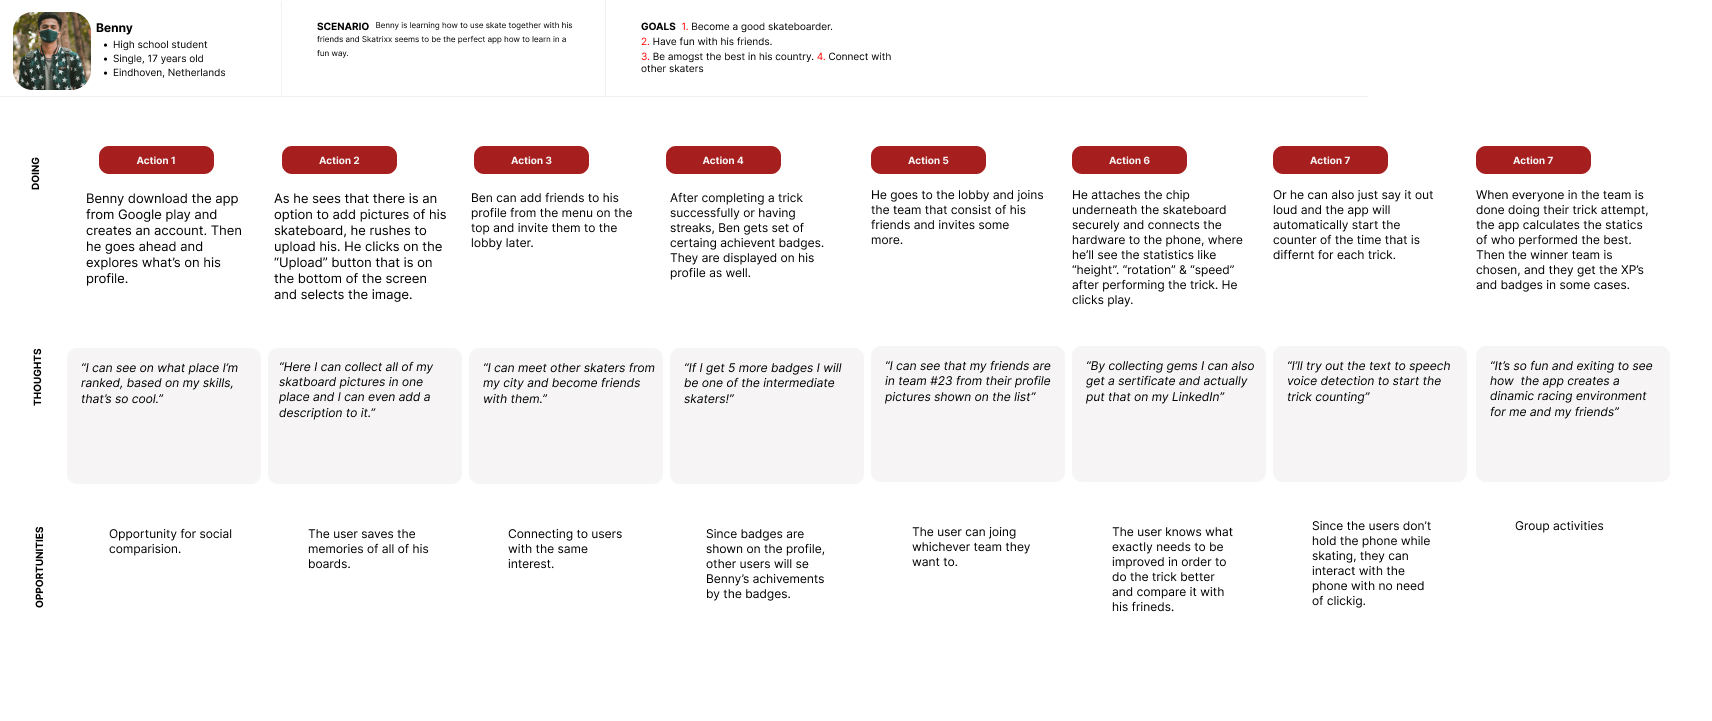 Benny
• High school student
• Single, 17 years old
• Eindhoven, Netherlands
SCENARIO Benny is learning how to use skate together with his
friends and Skatrixx seems to be the perfect app how to learn in a
fun way.
GOALS 1. Become a good skateboarder.
2. Have fun with his friends.
3. Be amogst the best in his country. 4. Connect with
other skaters
DOING
Action 1
Benny download the app
from Google play and
creates an account. Then
he goes ahead and
explores what's on his
profile.
Action 2
As he sees that there is an
option to add pictures of his
skateboard, he rushes to
upload his. He clicks on the
“Upload” button that is on
the bottom of the screen
and selects the image.
Action 3
Ben can add friends to his
profile from the menu on the
top and invite them to the
lobby later.
Action 4
After completing a trick
successfully or having
streaks, Ben gets set of
certaing achievent badges.
They are displayed on his
profile as well.
Action 5
He goes to the lobby and joins
the team that consist of his
friends and invites some
more.
Action 6
He attaches the chip
underneath the skateboard
securely and connects the
hardware to the phone, where
he'll see the statistics like
“height”. “rotation” & “speed”
after performing the trick. He
clicks play.
Action 7
Or he can also just say it out
loud and the app will
automatically start the
counter of the time that is
differnt for each trick.
Action 7
When everyone in the team is
done doing their trick attempt,
the app calculates the statics
of who performed the best.
Then the winner team is
chosen, and they get the XP's
and badges in some cases.
THOUGHTS
“I can see on what place I'm
ranked, based on my skills,
that's so cool.”
“Here I can collect all of my
skatboard pictures in one
place and I can even add a
description to it.”
“I can meet other skaters from
my city and become friends
with them.”
“If I get 5 more badges I will
be one of the intermediate
skaters!”
“I can see that my friends are
in team #23 from their profile
pictures shown on the list”
“By collecting gems I can also
get a sertificate and actually
put that on my LinkedIn”
“I'll try out the text to speech
voice detection to start the
trick counting”
“It's so fun and exiting to see
how the app creates a
dinamic racing environment
for me and my friends”
OPPORTUNITIES
Opportunity for social
comparision.
The user saves the
memories of all of his
boards.
Connecting to users
with the same
interest.
Since badges are
shown on the profile,
other users will se
Benny's achivements
by the badges.
The user can joing
whichever team they
want to.
The user knows what
exactly needs to be
improved in order to
do the trick better
and compare it with
his frineds.
Since the users don't
hold the phone while
skating, they can
interact with the
phone with no need
of clickig.
Group activities